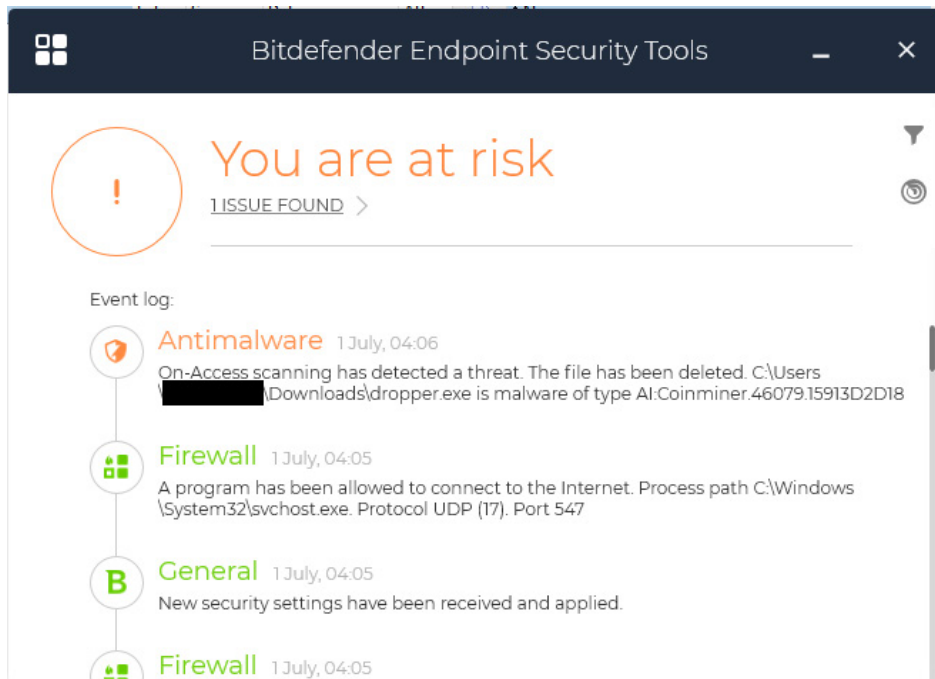 Bitdefender Endpoint Security Tools
You are at risk
1 ISSUE FOUND
Event log:
Antimalware 1 July, 04:06
On-Access scanning has detected a threat. The file has been deleted. C:\Users
\ \Downloads\dropper.exe is malware of type AI:Coinminer.46079.15913D2D18
Firewall 1 July, 04:05
A program has been allowed to connect to the Internet. Process path C:\Windows
\System32\svchost.exe. Protocol UDP (17). Port 547
B General 1 July, 04:05
New security settings have been received and applied.
Firewall 1 July, 04:05